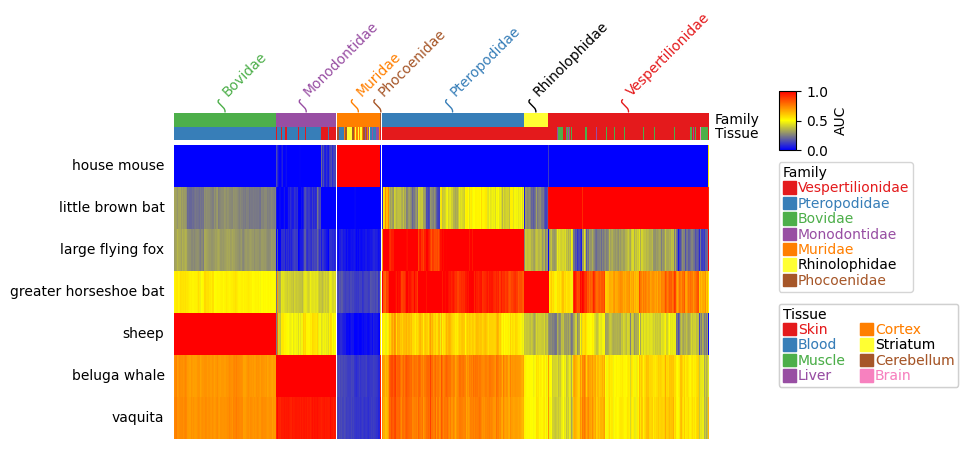 Bovidae
Monodontidae
Muridae
Phocoenidae
Pteropodidae
Rhinolophidae
Vespertilionidae
Family
Tissue
house mouse
little brown bat
large flying fox
greater horseshoe bat
sheep
beluga whale
vaquita
1.0
0.5
0.0
AUC
Family
Vespertilionidae
Pteropodidae
Bovidae
Monodontidae
Muridae
Rhinolophidae
Phocoenidae
Tissue
Skin Cortex
Blood Striatum
Muscle Cerebellum
Liver Brain